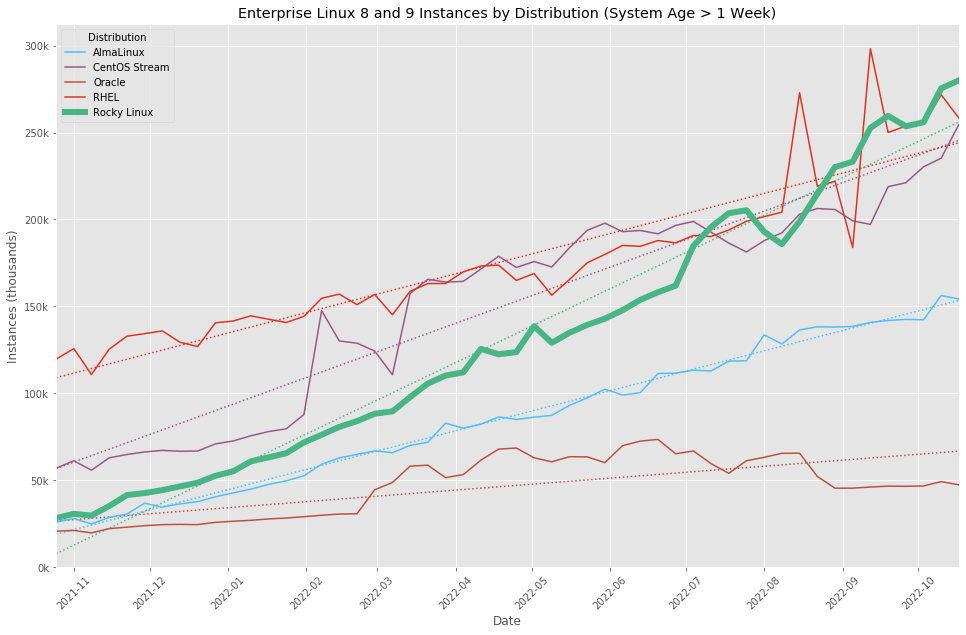 Enterprise Linux 8 and 9 Instances by Distribution (System Age > 1 Week)
Distribution
AlmaLinux
CentOS Stream
Oracle
RHEL
Rocky Linux
300k
250k
200k
150k
100k
50k
0k
Instances (thousands)
2021-11
2021-12
2022-01
2022-02
2022-03
2022-04
2022-05
2022-06
2022-07
2022-08
2022-09
2022-10
Date